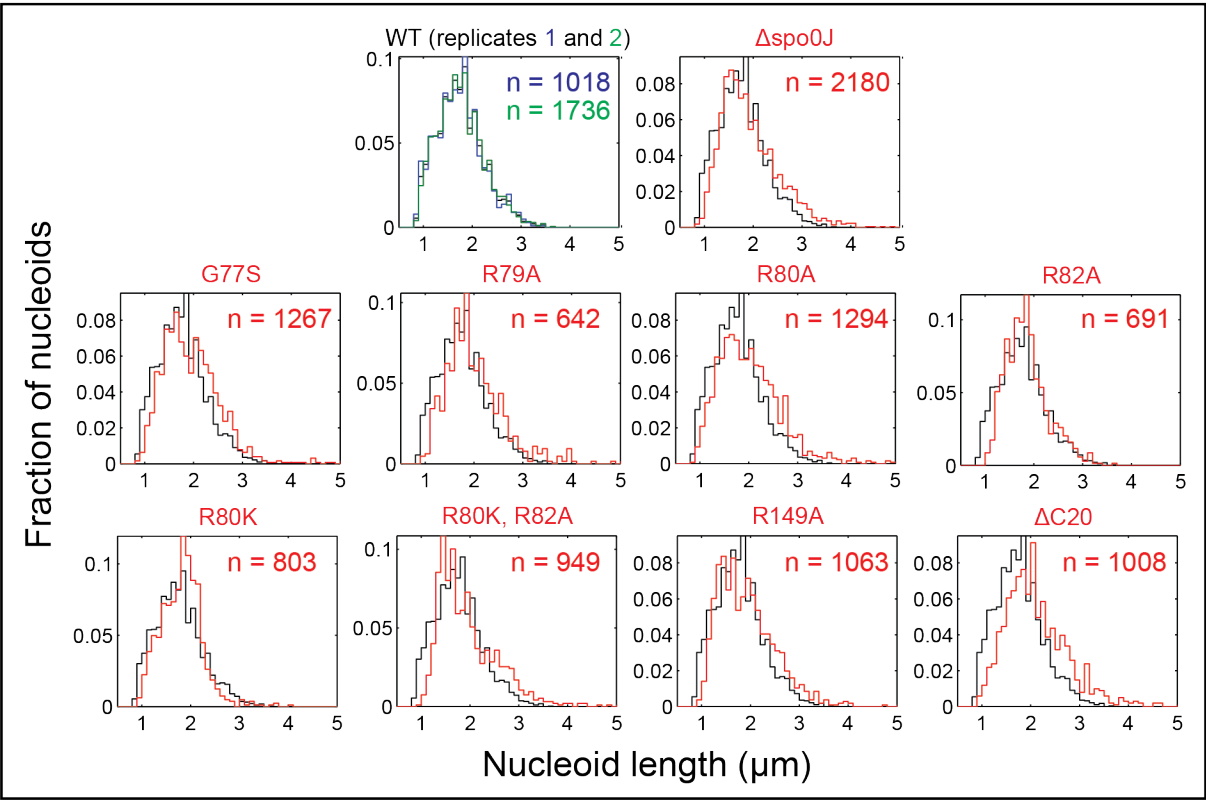 WT (replicates 1 and 2)
Δspo0J
0.1
0.05
0
n = 1018
n = 1736
1 2 3 4 5
0.08
0.06
0.04
0.02
0
n = 2180
1 2 3 4 5
Fraction of nucleoids
G77S
R79A
R80A
R82A
0.08
0.06
0.04
0.02
0
n = 1267
1 2 3 4 5
0.1
0.05
0
n = 642
1 2 3 4 5
0.08
0.06
0.04
0.02
0
n = 1294
1 2 3 4 5
0.1
0.05
0
n = 691
1 2 3 4 5
R80K
R80K, R82A
R149A
ΔC20
0.1
0.05
0
n = 803
1 2 3 4 5
0.1
0.05
0
n = 949
1 2 3 4 5
0.08
0.06
0.04
0.02
0
n = 1063
1 2 3 4 5
0.08
0.06
0.04
0.02
0
n = 1008
1 2 3 4 5
Nucleoid length (μm)